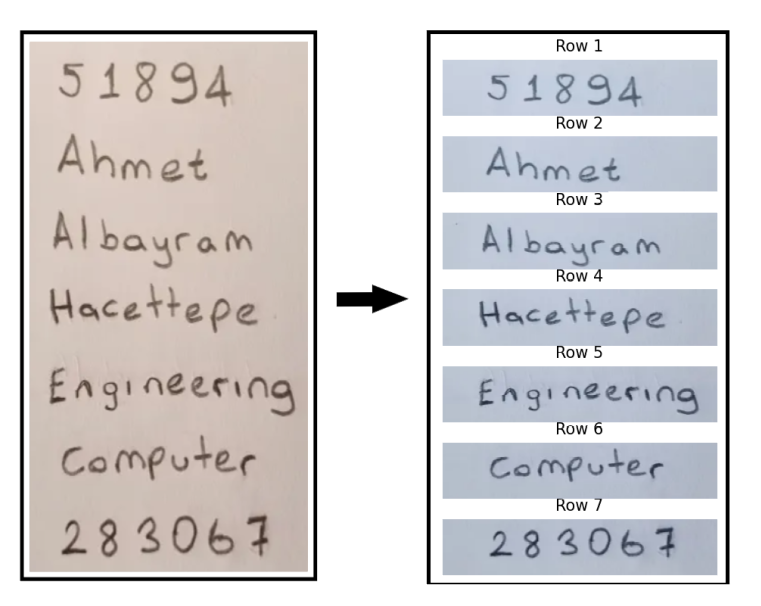 51894
Ahmet
Albayram
Hacettepe
Engineering
Computer
283067
Row 1
51894
Row 2
Ahmet
Row 3
Albayram
Row 4
Hacettepe
Row 5
Engineering
Row 6
Computer
Row 7
283067